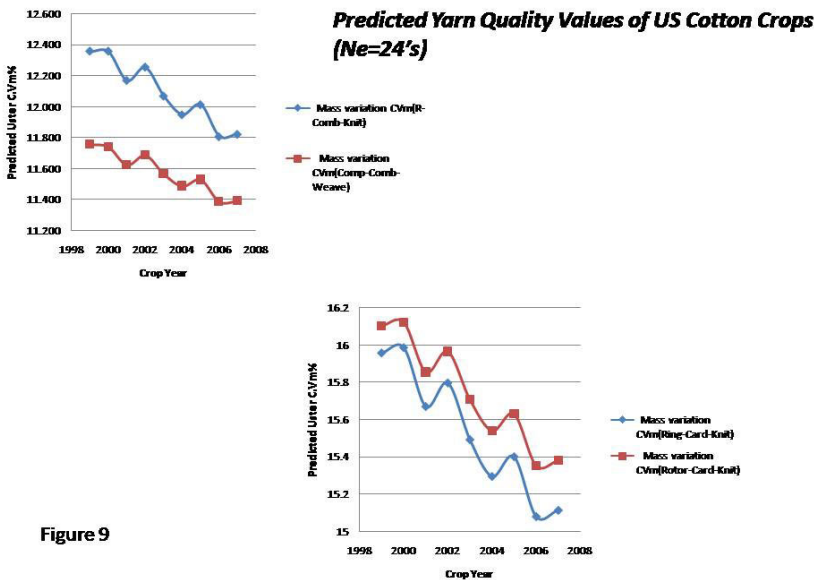 Predicted Yarn Quality Values of US Cotton Crops
(Ne=24's)
Predicted Uster C.Vm%
12.600
12.400
12.200
12.000
11.800
11.600
11.400
11.200
1998 2000 2002 2004 2006 2008
Crop Year
Mass variation CVm(R-
Comb-Knit)
Mass variation
CVm(Comp-Comb-
Weave)
Predicted Uster C.Vm%
16.2
16
15.8
15.6
15.4
15.2
15
1998 2000 2002 2004 2006 2008
Crop Year
Mass variation
CVm(Ring-Card-Knit)
Mass variation
CVm(Rotor-Card-Knit)
Figure 9